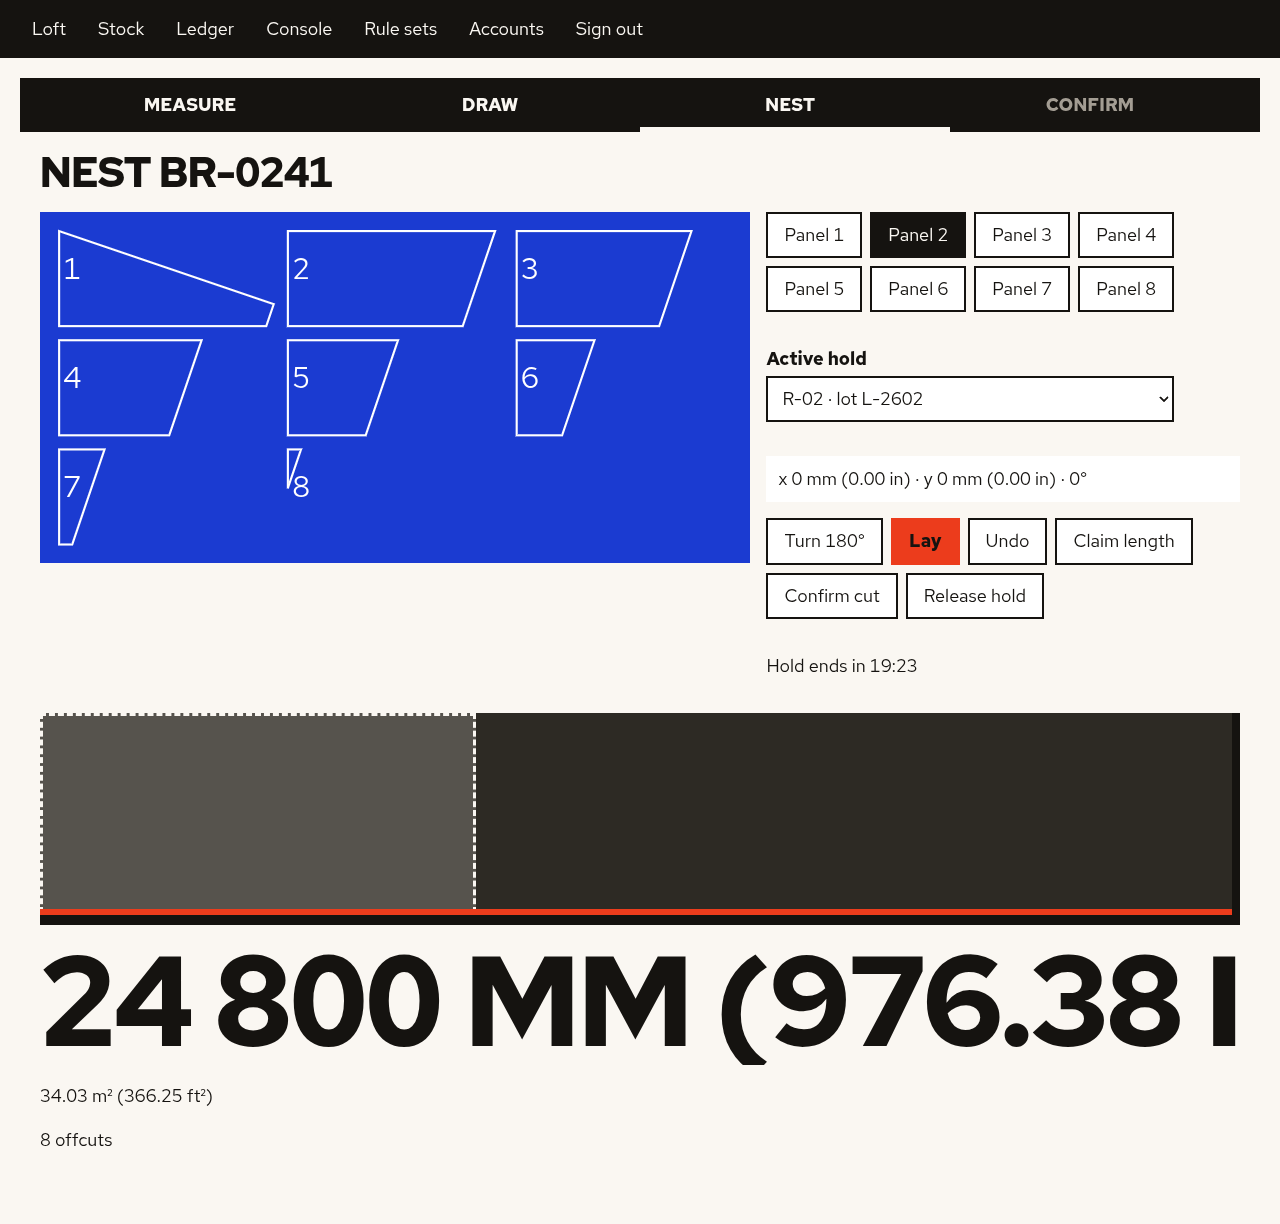 Loft Stock Ledger Console Rule sets Accounts Sign out
MEASURE DRAW NEST CONFIRM
NEST BR-0241
1 2 3
4 5 6
7 8
Panel 1 Panel 2 Panel 3 Panel 4
Panel 5 Panel 6 Panel 7 Panel 8
Active hold
R-02 · lot L-2602
x 0 mm (0.00 in) · y 0 mm (0.00 in) · 0°
Turn 180° Lay Undo Claim length
Confirm cut Release hold
Hold ends in 19:23
24 800 MM (976.38 I
34.03 m² (366.25 ft²)
8 offcuts